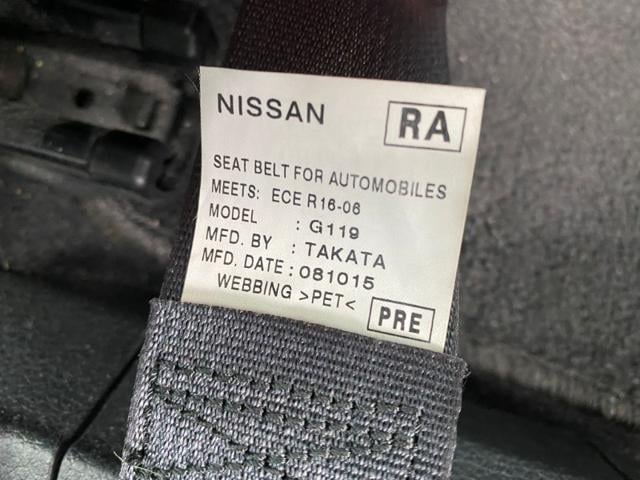 NISSAN RA
SEAT BELT FOR AUTOMOBILES
MEETS: ECE R16-06
MODEL : G119
MFD. BY : TAKATA
MFD. DATE : 081015
WEBBING >PET< PRE